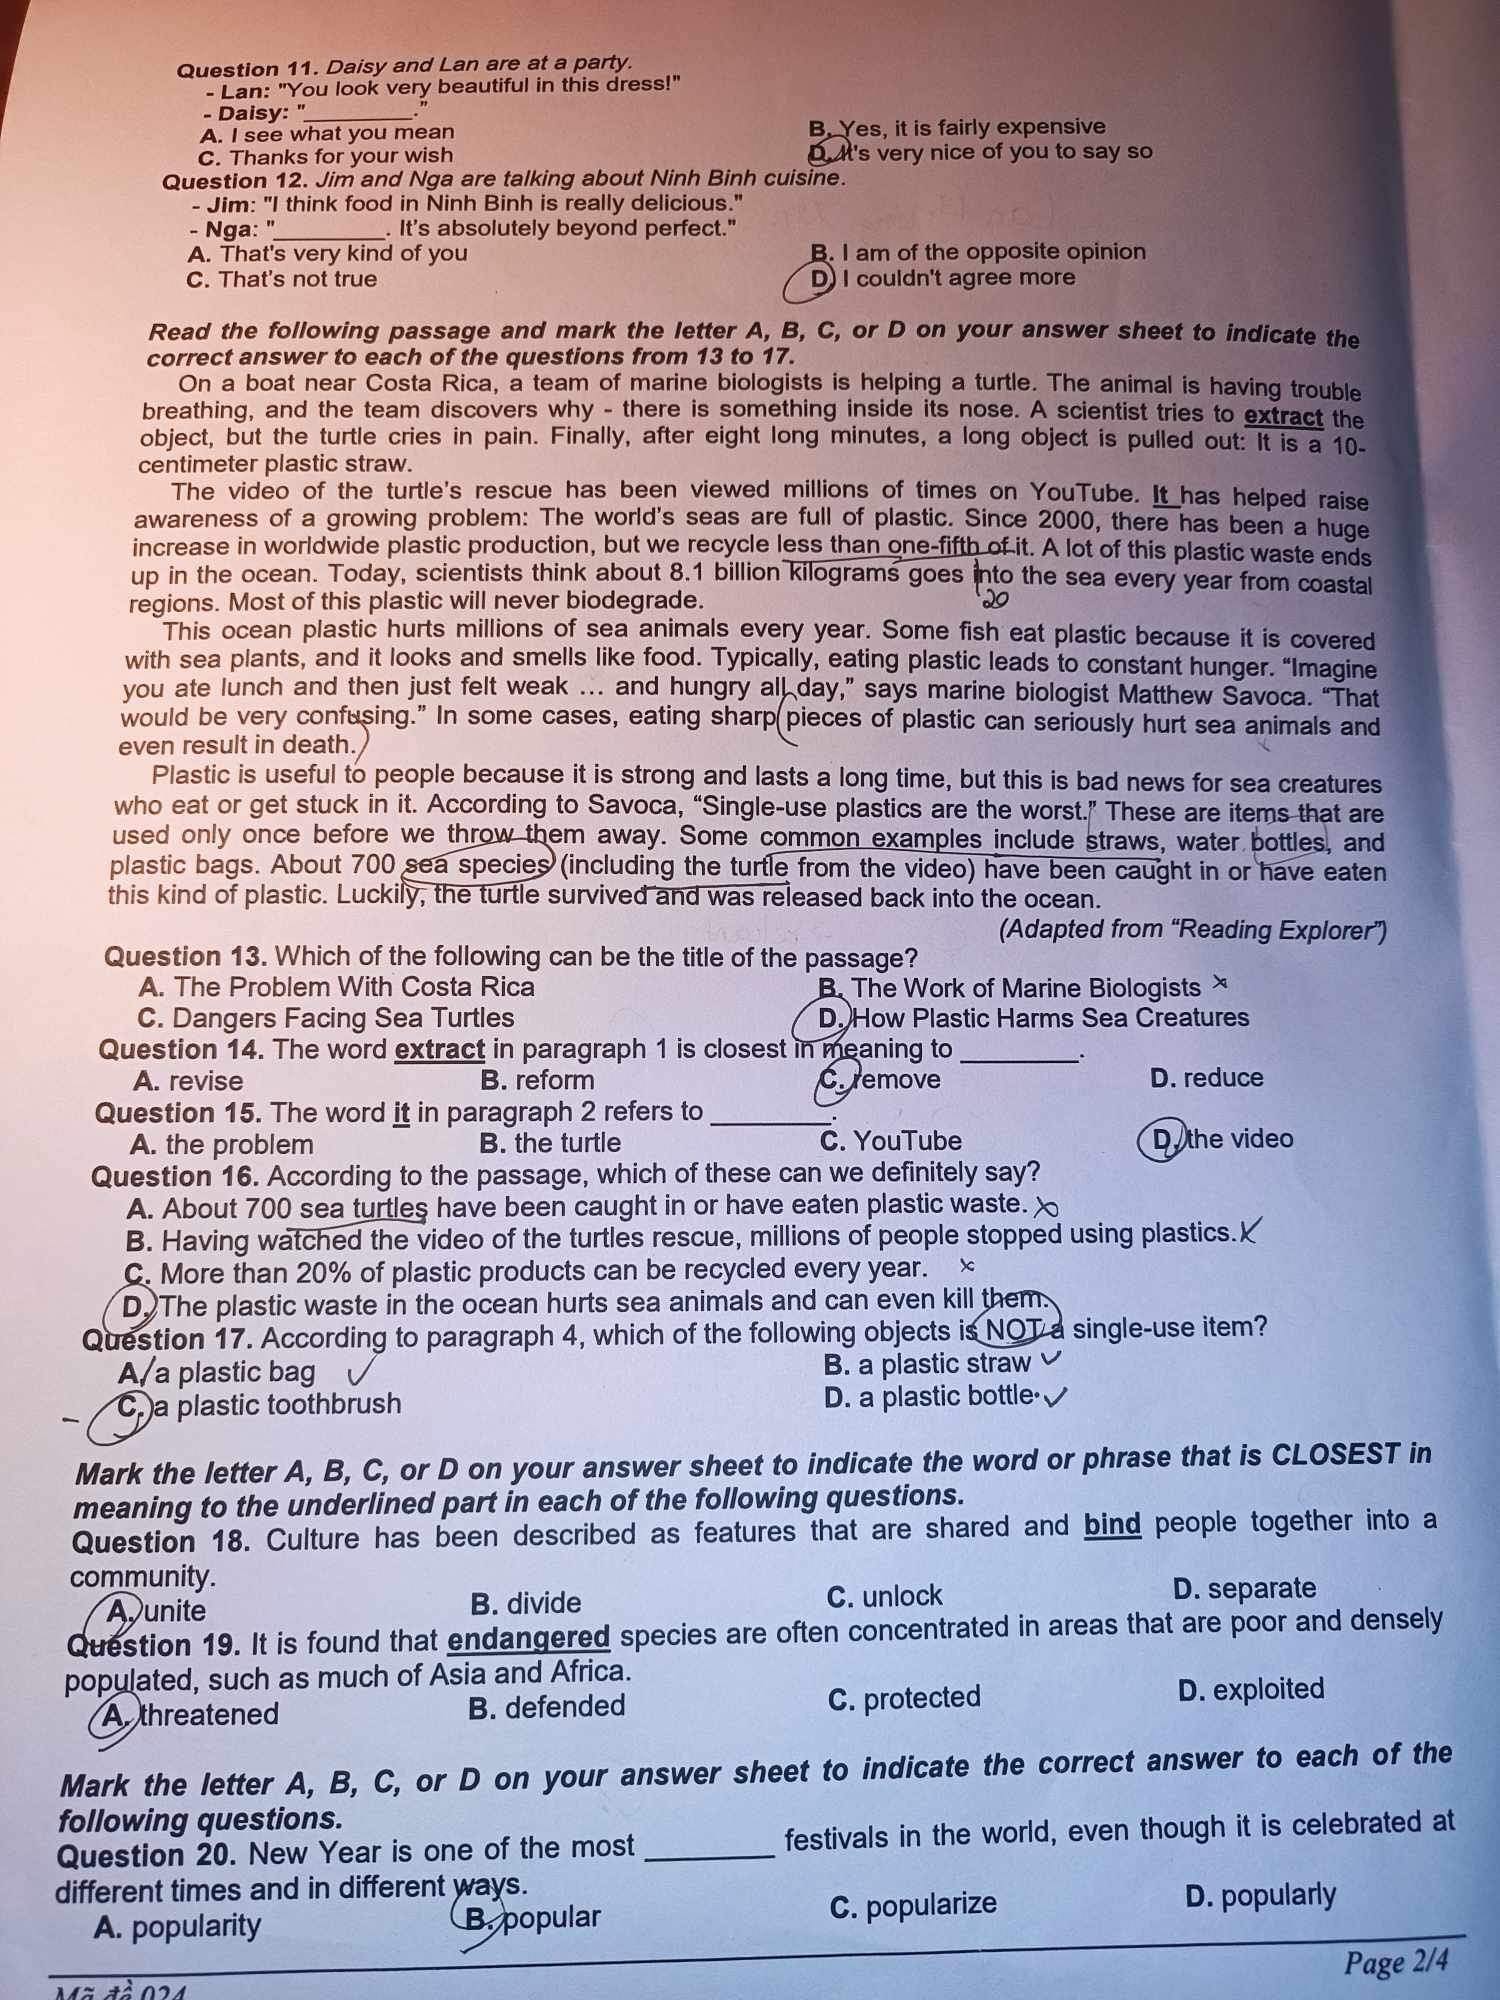 Question 11. Daisy and Lan are at a party.
- Lan: "You look very beautiful in this dress!"
- Daisy: "_________."
A. I see what you mean B. Yes, it is fairly expensive
C. Thanks for your wish D. It's very nice of you to say so
Question 12. Jim and Nga are talking about Ninh Binh cuisine.
- Jim: "I think food in Ninh Binh is really delicious."
- Nga: "_________. It's absolutely beyond perfect."
A. That's very kind of you B. I am of the opposite opinion
C. That's not true D. I couldn't agree more
Read the following passage and mark the letter A, B, C, or D on your answer sheet to indicate the
correct answer to each of the questions from 13 to 17.
On a boat near Costa Rica, a team of marine biologists is helping a turtle. The animal is having trouble
breathing, and the team discovers why - there is something inside its nose. A scientist tries to extract the
object, but the turtle cries in pain. Finally, after eight long minutes, a long object is pulled out: It is a 10-
centimeter plastic straw.
The video of the turtle's rescue has been viewed millions of times on YouTube. It has helped raise
awareness of a growing problem: The world's seas are full of plastic. Since 2000, there has been a huge
increase in worldwide plastic production, but we recycle less than one-fifth of it. A lot of this plastic waste ends
up in the ocean. Today, scientists think about 8.1 billion kilograms goes into the sea every year from coastal
regions. Most of this plastic will never biodegrade.
20
This ocean plastic hurts millions of sea animals every year. Some fish eat plastic because it is covered
with sea plants, and it looks and smells like food. Typically, eating plastic leads to constant hunger. “Imagine
you ate lunch and then just felt weak ... and hungry all day,” says marine biologist Matthew Savoca. “That
would be very confusing.” In some cases, eating sharp pieces of plastic can seriously hurt sea animals and
even result in death.
Plastic is useful to people because it is strong and lasts a long time, but this is bad news for sea creatures
who eat or get stuck in it. According to Savoca, “Single-use plastics are the worst.” These are items that are
used only once before we throw them away. Some common examples include straws, water bottles, and
plastic bags. About 700 sea species (including the turtle from the video) have been caught in or have eaten
this kind of plastic. Luckily, the turtle survived and was released back into the ocean.
(Adapted from “Reading Explorer”)
Question 13. Which of the following can be the title of the passage?
A. The Problem With Costa Rica B. The Work of Marine Biologists
C. Dangers Facing Sea Turtles D. How Plastic Harms Sea Creatures
Question 14. The word extract in paragraph 1 is closest in meaning to _________.
A. revise B. reform C. remove D. reduce
Question 15. The word it in paragraph 2 refers to _________.
A. the problem B. the turtle C. YouTube D. the video
Question 16. According to the passage, which of these can we definitely say?
A. About 700 sea turtles have been caught in or have eaten plastic waste.
B. Having watched the video of the turtles rescue, millions of people stopped using plastics.
C. More than 20% of plastic products can be recycled every year.
D. The plastic waste in the ocean hurts sea animals and can even kill them.
Question 17. According to paragraph 4, which of the following objects is NOT a single-use item?
A. a plastic bag B. a plastic straw
C. a plastic toothbrush D. a plastic bottle
Mark the letter A, B, C, or D on your answer sheet to indicate the word or phrase that is CLOSEST in
meaning to the underlined part in each of the following questions.
Question 18. Culture has been described as features that are shared and bind people together into a
community.
A. unite B. divide C. unlock D. separate
Question 19. It is found that endangered species are often concentrated in areas that are poor and densely
populated, such as much of Asia and Africa.
A. threatened B. defended C. protected D. exploited
Mark the letter A, B, C, or D on your answer sheet to indicate the correct answer to each of the
following questions.
Question 20. New Year is one of the most _________ festivals in the world, even though it is celebrated at
different times and in different ways.
A. popularity B. popular C. popularize D. popularly
Page 2/4
Mã đề 024